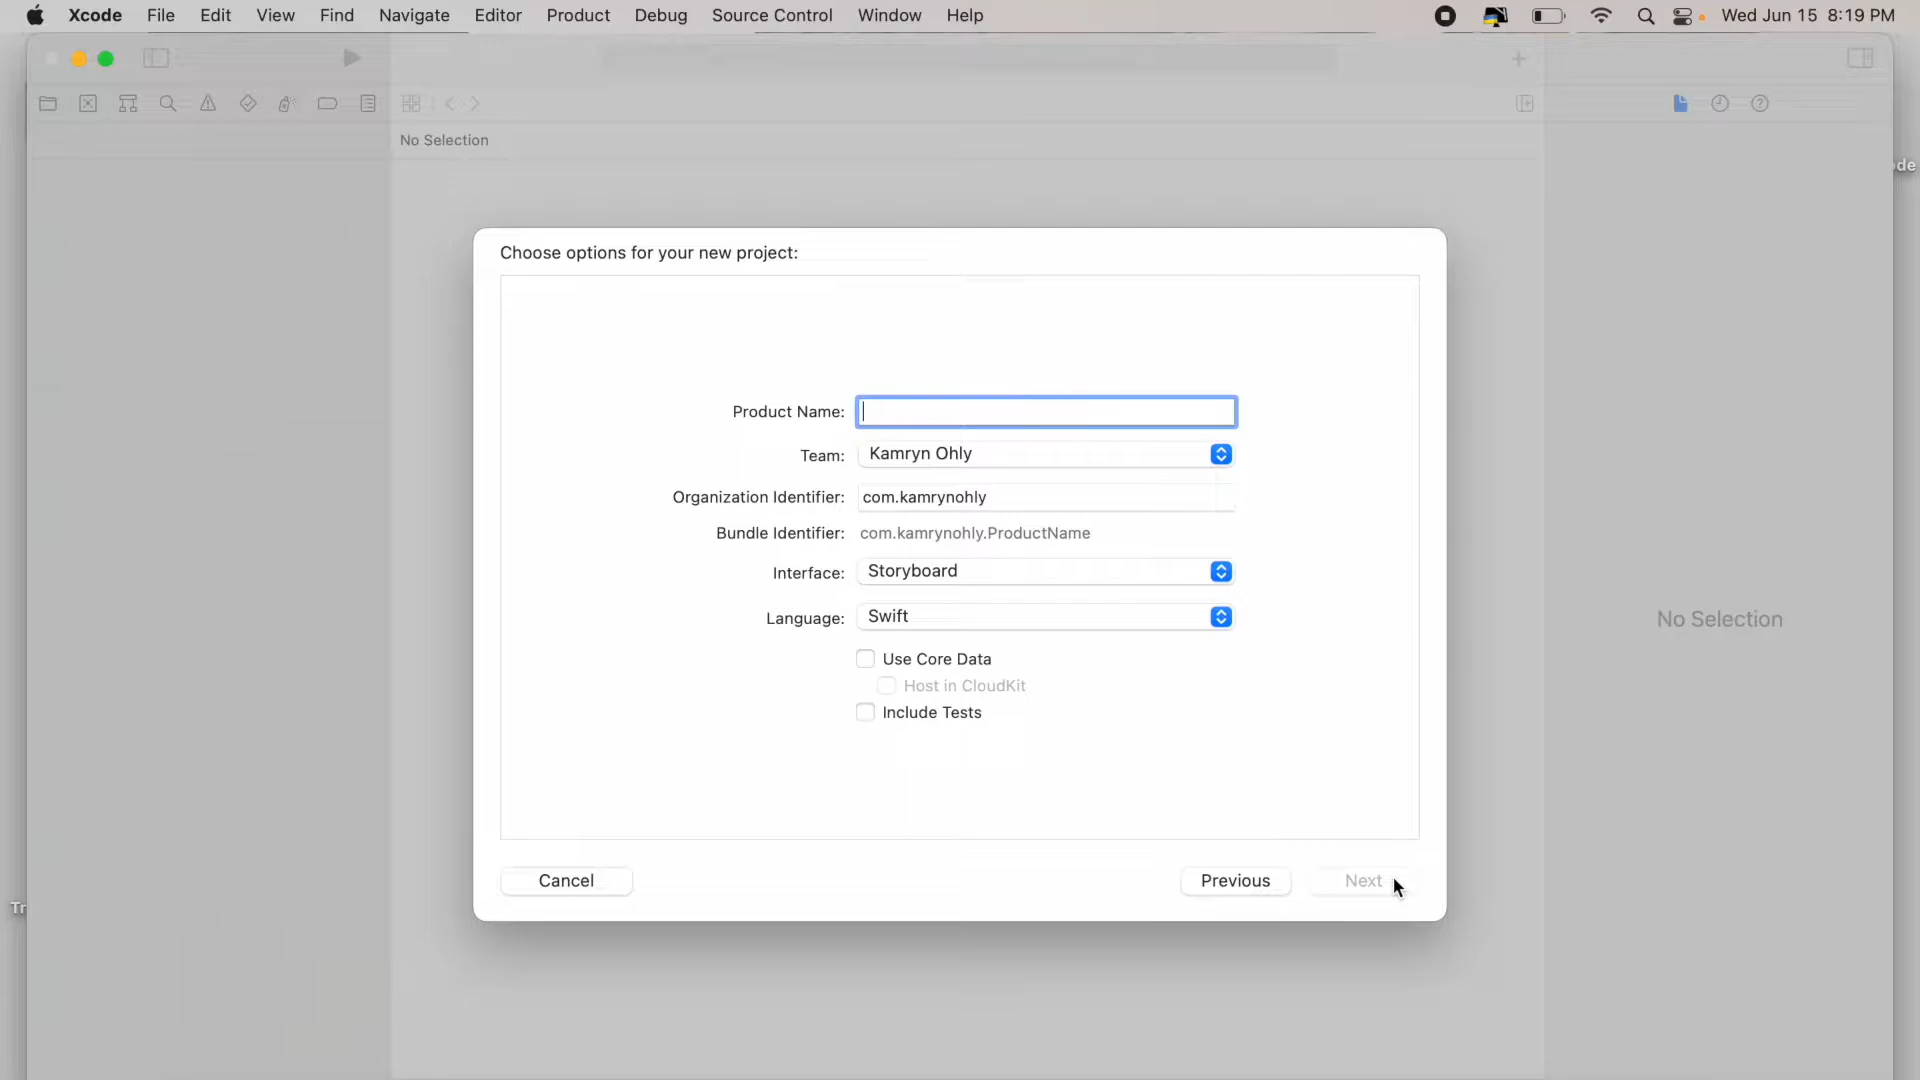 Xcode File Edit View Find Navigate Editor Product Debug Source Control Window Help Wed Jun 15 8:19 PM
No Selection
Choose options for your new project:
Product Name:
Team: Kamryn Ohly
Organization Identifier: com.kamrynohly
Bundle Identifier: com.kamrynohly.ProductName
Interface: Storyboard
Language: Swift
No Selection
Use Core Data
Host in CloudKit
Include Tests
Cancel Previous Next